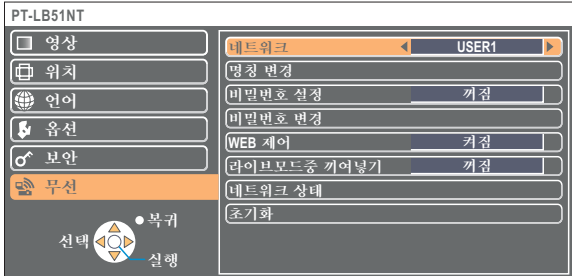 PT-LB51NT
영상
위치
언어
옵션
보안
무선
복귀
선택
실행
네트워크 USER1
명칭 변경
비밀번호 설정 꺼짐
비밀번호 변경
WEB 제어 켜짐
라이브모드중 끼어넣기 꺼짐
네트워크 상태
초기화